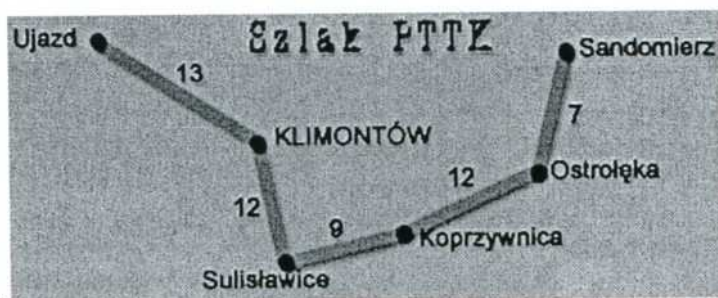 Szlak PTTK
Ujazd
Sandomierz
13
7
KLIMONTÓW
12
Ostrołęka
12
9
Koprzywnica
Sulisławice